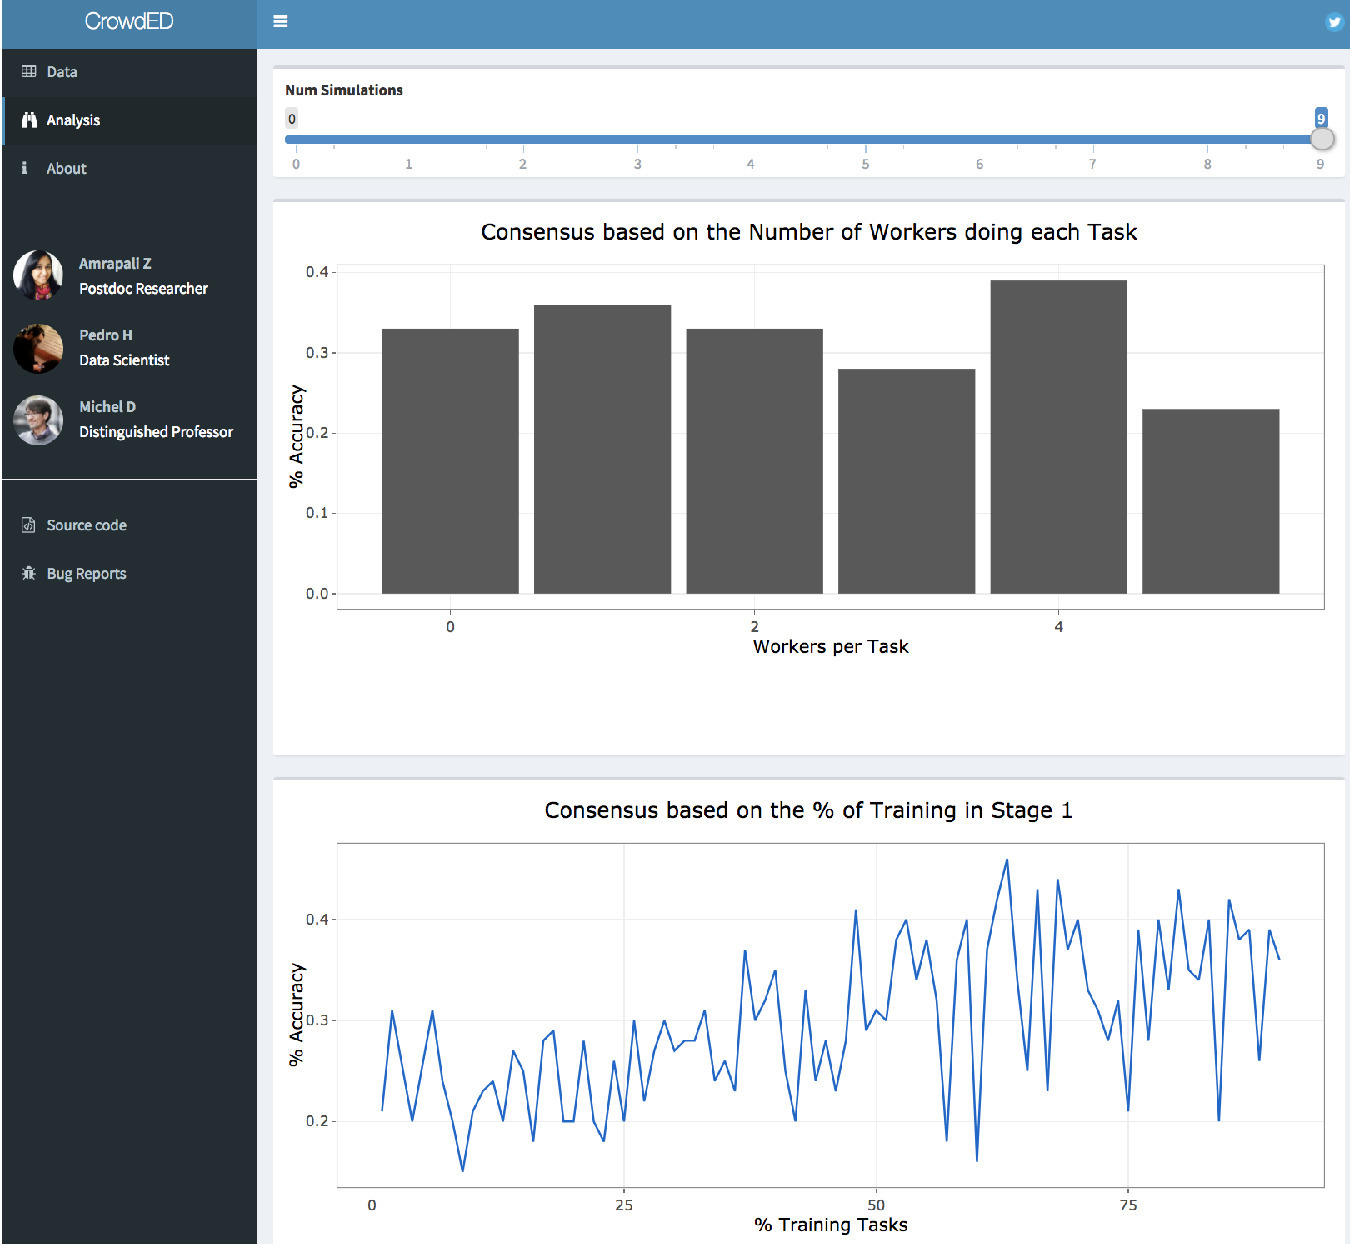 CrowdED
Data
Analysis
About
Amrapali Z
Postdoc Researcher
Pedro H
Data Scientist
Michel D
Distinguished Professor
Source code
Bug Reports
Num Simulations
0 9
0 1 2 3 4 5 6 7 8 9
Consensus based on the Number of Workers doing each Task
% Accuracy
0.4
0.3
0.2
0.1
0.0
0 2 4
Workers per Task
Consensus based on the % of Training in Stage 1
% Accuracy
0.4
0.3
0.2
0 25 50 75
% Training Tasks